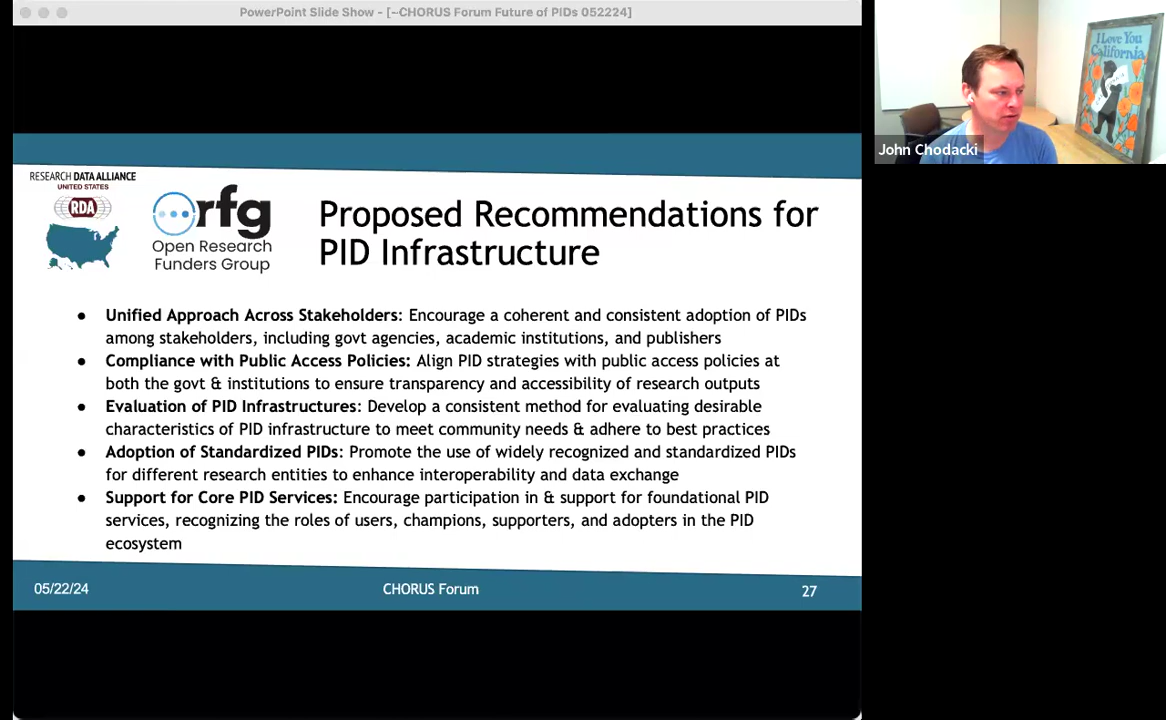 PowerPoint Slide Show - [~CHORUS Forum Future of PIDs 052224]
I Love You
California
John Chodacki
RESEARCH DATA ALLIANCE
UNITED STATES
RDA
orfg
Open Research
Funders Group
Proposed Recommendations for
PID Infrastructure
● Unified Approach Across Stakeholders: Encourage a coherent and consistent adoption of PIDs
among stakeholders, including govt agencies, academic institutions, and publishers
● Compliance with Public Access Policies: Align PID strategies with public access policies at
both the govt & institutions to ensure transparency and accessibility of research outputs
● Evaluation of PID Infrastructures: Develop a consistent method for evaluating desirable
characteristics of PID infrastructure to meet community needs & adhere to best practices
● Adoption of Standardized PIDs: Promote the use of widely recognized and standardized PIDs
for different research entities to enhance interoperability and data exchange
● Support for Core PID Services: Encourage participation in & support for foundational PID
services, recognizing the roles of users, champions, supporters, and adopters in the PID
ecosystem
05/22/24
CHORUS Forum
27